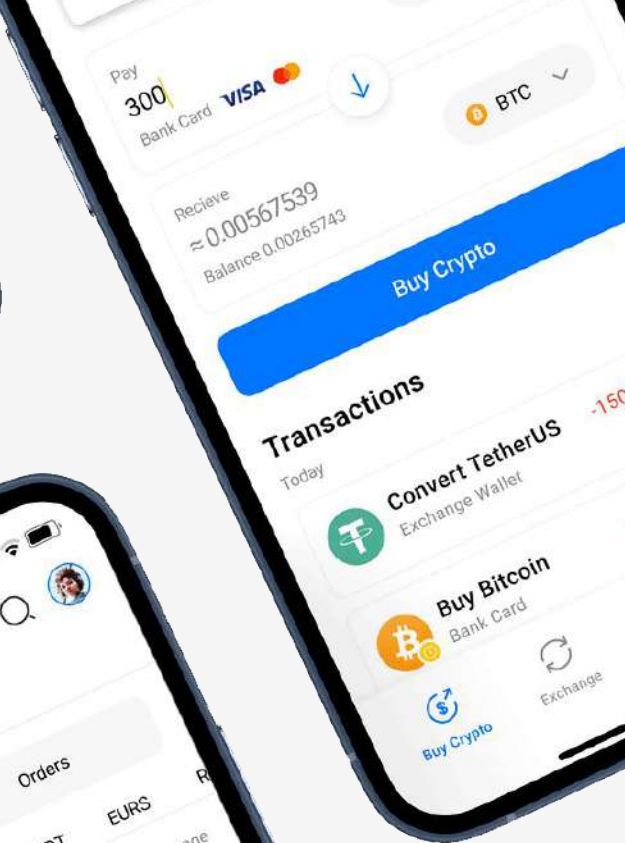 Pay
300
Bank Card VISA
BTC
Recieve
≈ 0.00567539
Balance 0.00265743
Buy Crypto
Transactions
Today
Convert TetherUS
-150
Exchange Wallet
Buy Bitcoin
Bank Card
Buy Crypto
Exchange
Orders
EURS